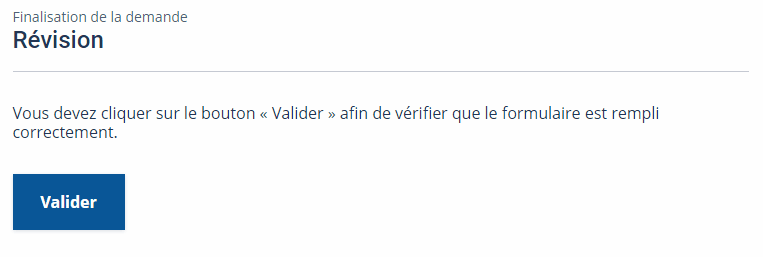 Finalisation de la demande
Révision
Vous devez cliquer sur le bouton « Valider » afin de vérifier que le formulaire est rempli
correctement.
Valider